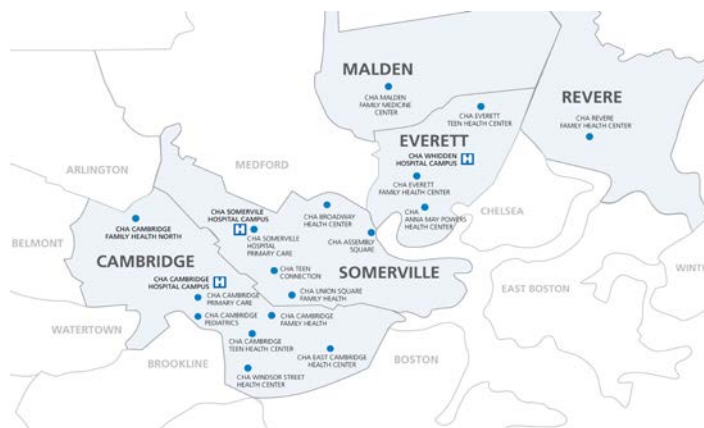 MALDEN
CHA MALDEN
FAMILY MEDICINE
CENTER
REVERE
CHA REVERE
FAMILY HEALTH CENTER
CHA EVERETT
TEEN HEALTH CENTER
EVERETT
CHA WHIDDEN
HOSPITAL CAMPUS H
CHA EVERETT
FAMILY HEALTH CENTER
CHA
ANNA MAY POWERS
HEALTH CENTER
CHELSEA
ARLINGTON
MEDFORD
CHA SOMERVILE
HOSPITAL CAMPUS
H
CHA SOMERVILLE
HOSPITAL
PRIMARY CARE
CHA BROADWAY
HEALTH CENTER
CHA ASSEMBLY
SQUARE
CHA TEEN
CONNECTION
SOMERVILLE
CHA UNION SQUARE
FAMILY HEALTH
CHA CAMBRIDGE
FAMILY HEALTH NORTH
BELMONT
CAMBRIDGE
CHA CAMBRIDGE
HOSPITAL CAMPUS H
CHA CAMBRIDGE
PRIMARY CARE
CHA CAMBRIDGE
PEDIATRICS
CHA CAMBRIDGE
FAMILY HEALTH
CHA CAMBRIDGE
TEEN HEALTH CENTER
CHA EAST CAMBRIDGE
HEALTH CENTER
CHA WINDSOR STREET
HEALTH CENTER
WATERTOWN
BROOKLINE
BOSTON
EAST BOSTON
WINTH